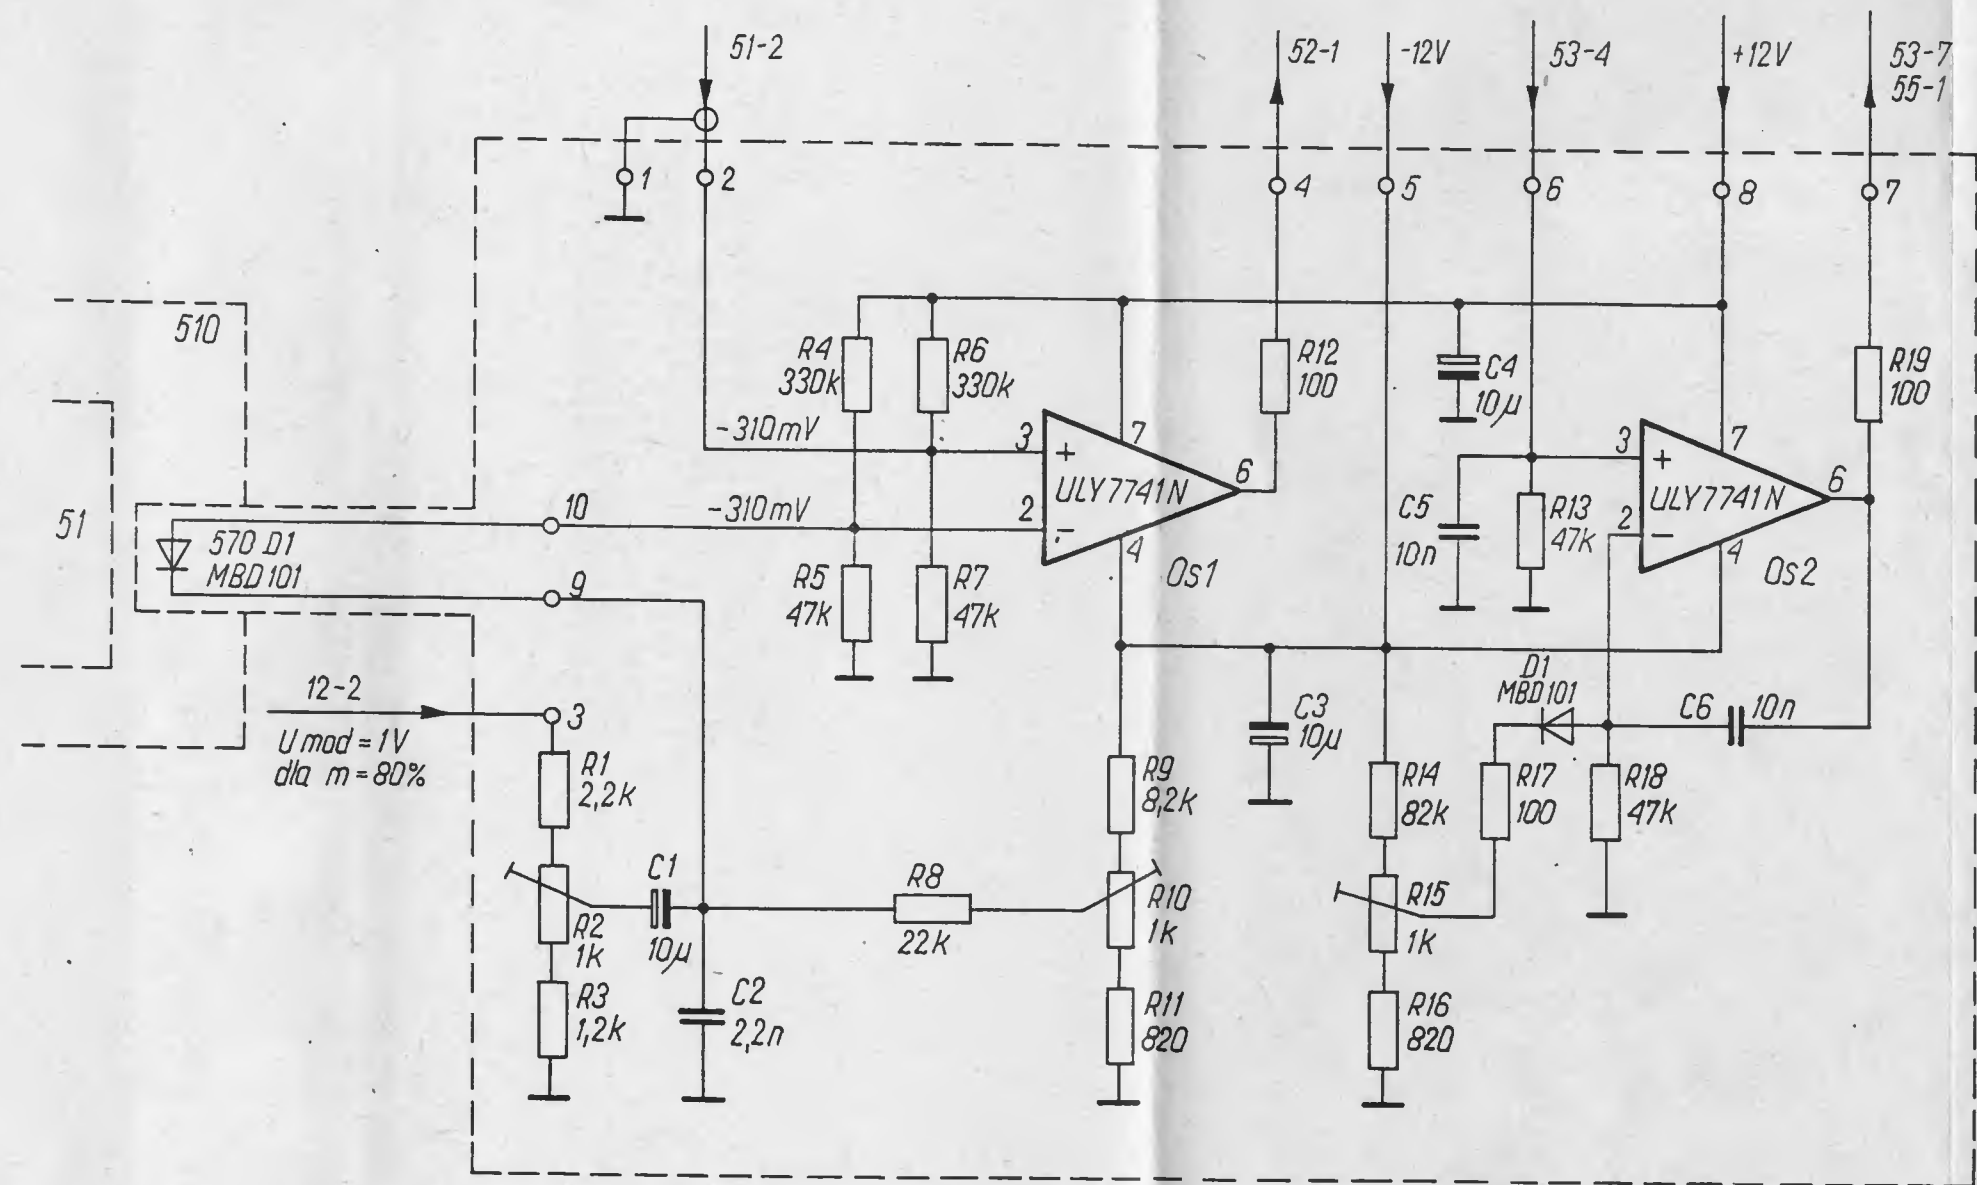 51-2
52-1
-12V
53-4
+12V
53-7
55-1
1
2
4
5
6
8
7
510
R4
330k
R6
330k
R12
100
C4
10µ
R19
100
-310mV
3
+
7
ULY7741N
6
3
+
7
ULY7741N
6
-310mV
2
-
4
Os1
C5
10n
R13
47k
2
-
4
Os2
51
10
570 D1
MBD101
9
R5
47k
R7
47k
12-2
3
U mod = 1V
dla m = 80%
D1
MBD101
C6
10n
C3
10µ
R1
2,2k
R9
8,2k
R14
82k
R17
100
R18
47k
C1
10µ
R8
22k
R2
1k
R10
1k
R15
1k
R3
1,2k
C2
2,2n
R11
820
R16
820